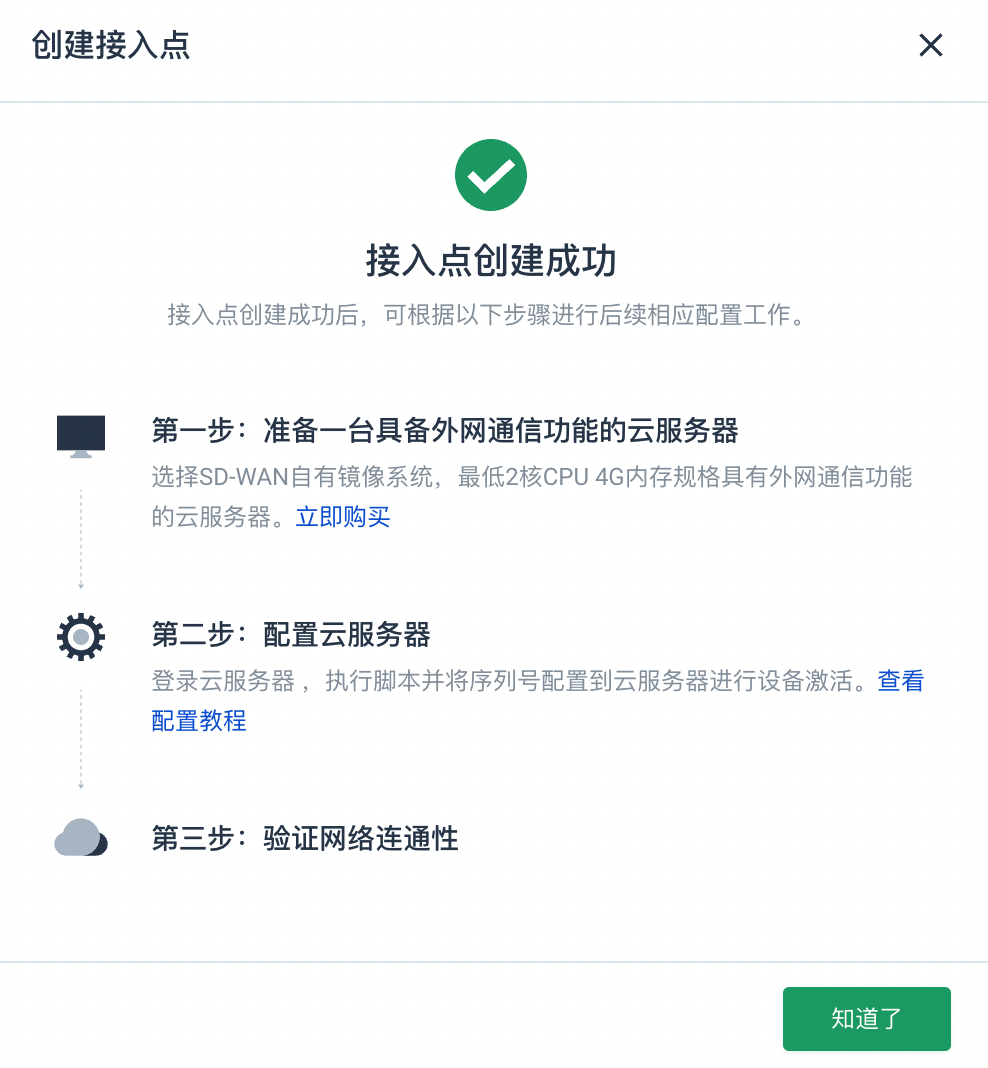 创建接入点
接入点创建成功
接入点创建成功后，可根据以下步骤进行后续相应配置工作。
第一步：准备一台具备外网通信功能的云服务器
选择SD-WAN自有镜像系统，最低2核CPU 4G内存规格具有外网通信功能
的云服务器。立即购买
第二步：配置云服务器
登录云服务器 ，执行脚本并将序列号配置到云服务器进行设备激活。查看
配置教程
第三步：验证网络连通性
知道了